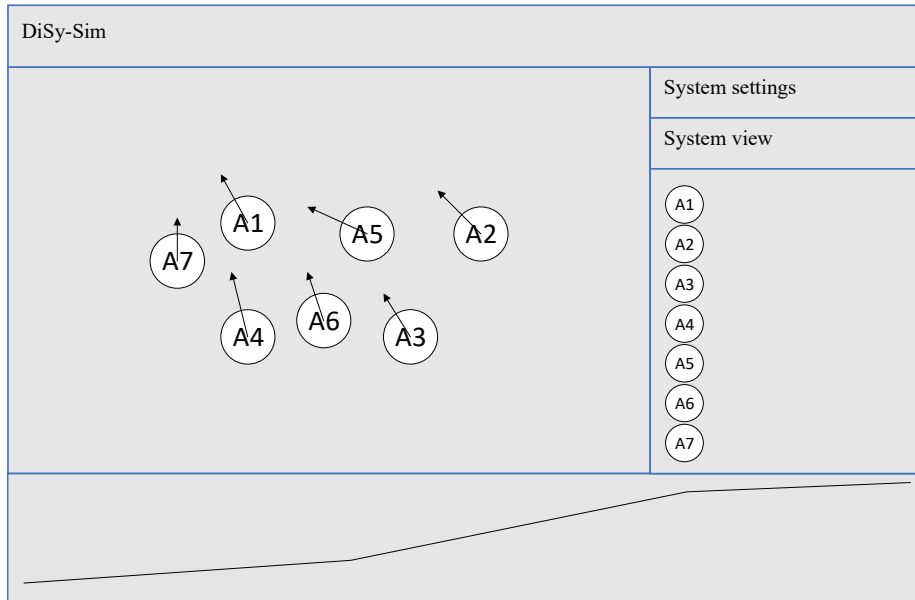 DiSy-Sim
System settings
System view
A1
A5
A2
A7
A4
A6
A3
A1
A2
A3
A4
A5
A6
A7